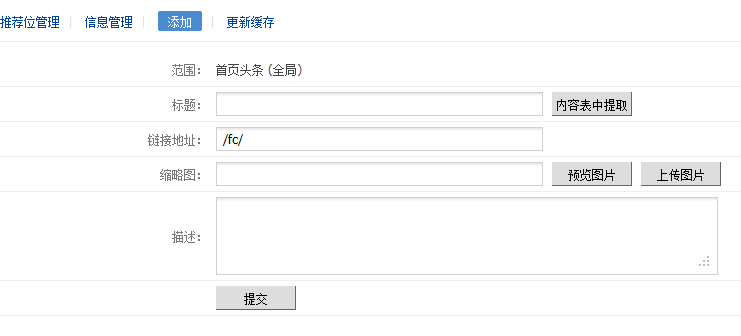 推荐位管理 信息管理 添加 更新缓存
范围： 首页头条 (全局)
标题： 内容表中提取
链接地址： /fc/
缩略图： 预览图片 上传图片
描述：
提交